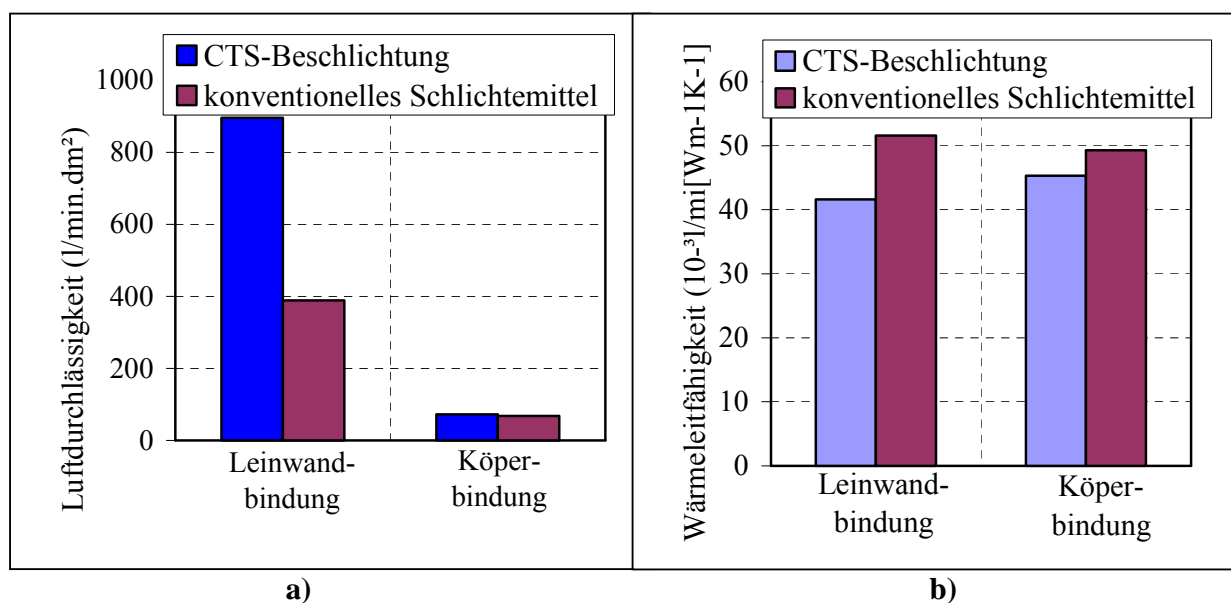 CTS-Beschlichtung
konventionelles Schlichtemittel
Luftdurchlässigkeit (l/min.dm²)
1000
800
600
400
200
0
Leinwand-
bindung
Köper-
bindung
a)
CTS-Beschlichtung
konventionelles Schlichtemittel
Wärmeleitfähigkeit (10-³l/mi[Wm-1K-1]
60
50
40
30
20
10
0
Leinwand-
bindung
Köper-
bindung
b)